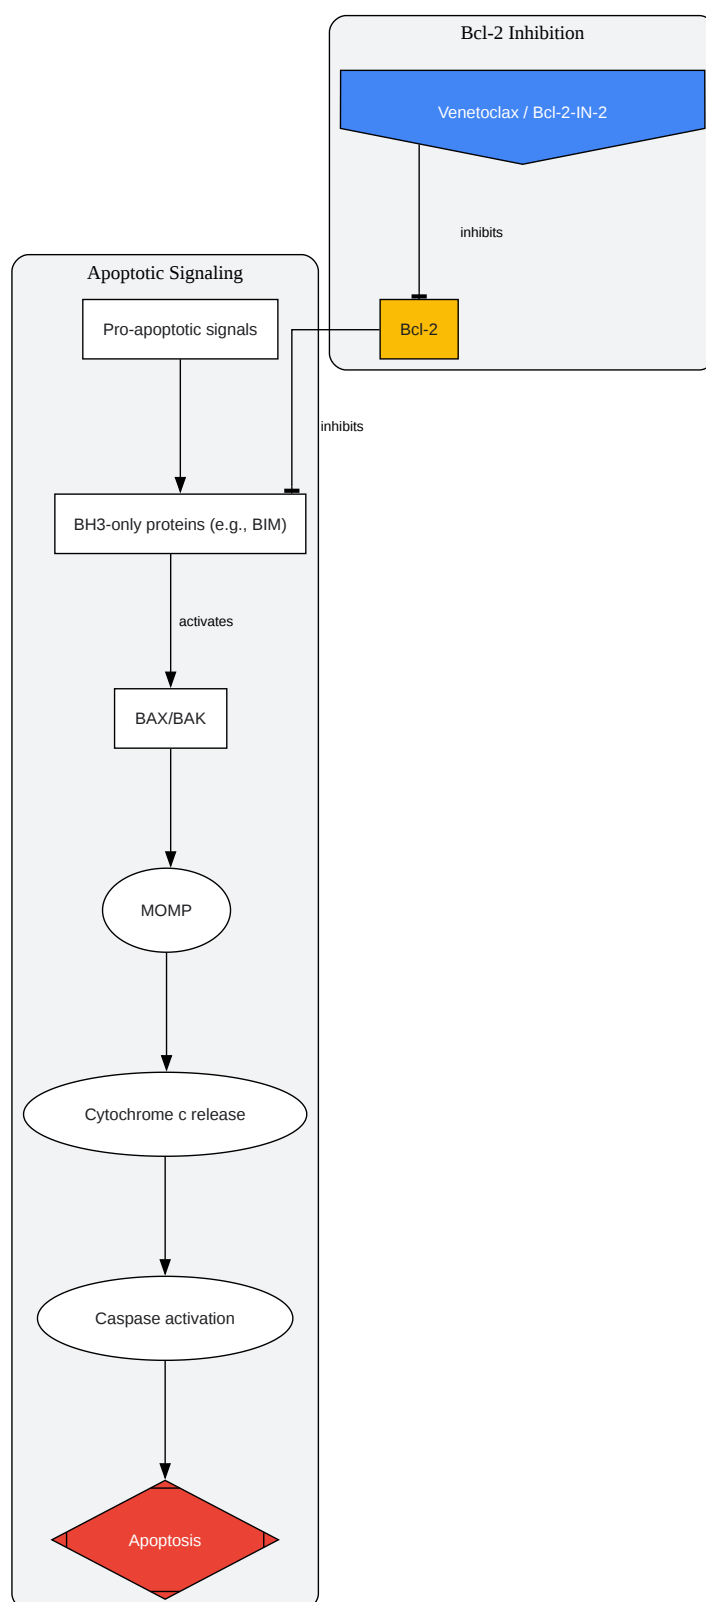 Bcl-2 Inhibition
Venetoclax / Bcl-2-IN-2
inhibits
Apoptotic Signaling
Pro-apoptotic signals
Bcl-2
inhibits
BH3-only proteins (e.g., BIM)
activates
BAX/BAK
MOMP
Cytochrome c release
Caspase activation
Apoptosis